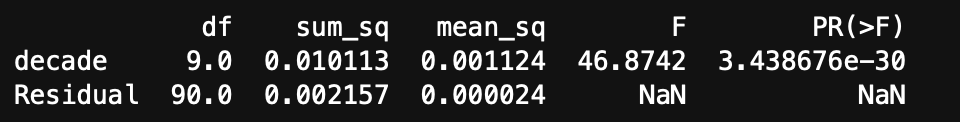 df sum_sq mean_sq F PR(>F)
decade 9.0 0.010113 0.001124 46.8742 3.438676e-30
Residual 90.0 0.002157 0.000024 NaN NaN